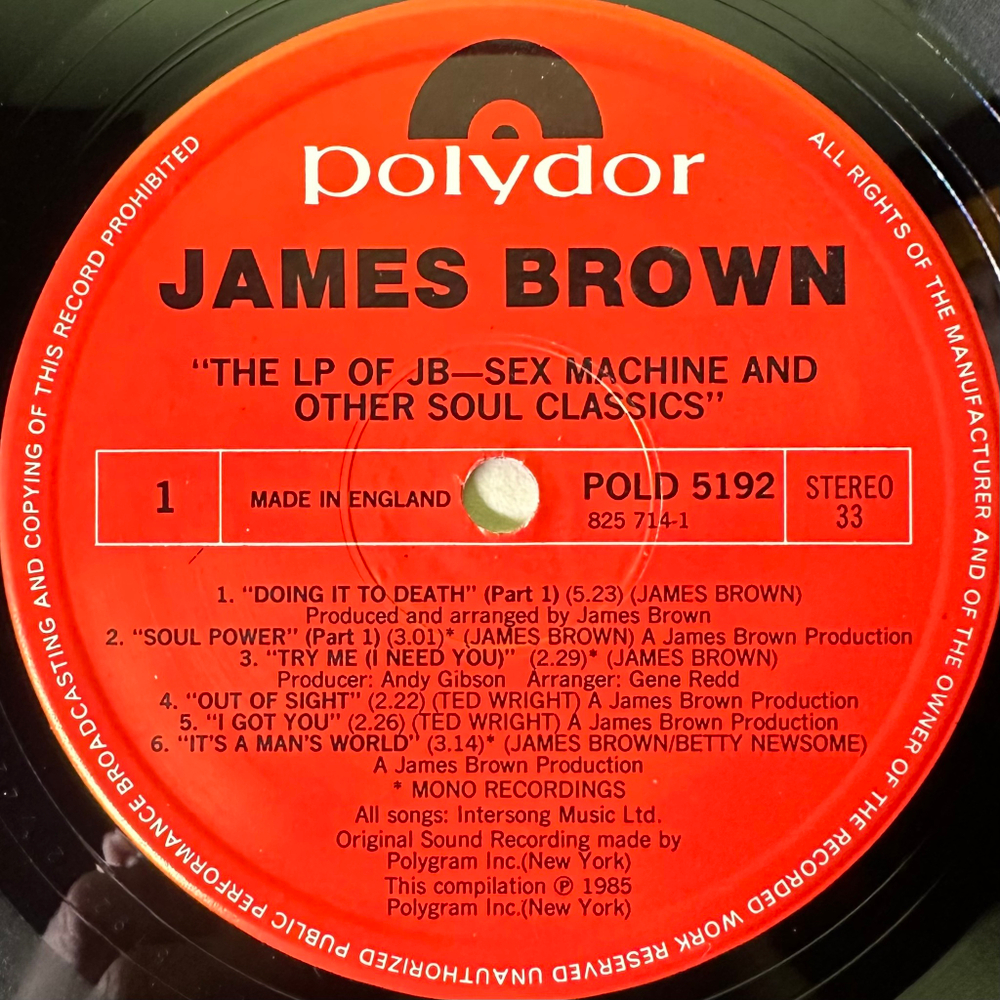 polydor
JAMES BROWN
"THE LP OF JB—SEX MACHINE AND
OTHER SOUL CLASSICS"
1
MADE IN ENGLAND
POLD 5192
825 714-1
STEREO
33
1. "DOING IT TO DEATH" (Part 1) (5.23) (JAMES BROWN)
Produced and arranged by James Brown
2. "SOUL POWER" (Part 1) (3.01)* (JAMES BROWN) A James Brown Production
3. "TRY ME (I NEED YOU)" (2.29)* (JAMES BROWN)
Producer: Andy Gibson Arranger: Gene Redd
4. "OUT OF SIGHT" (2.22) (TED WRIGHT) A James Brown Production
5. "I GOT YOU" (2.26) (TED WRIGHT) A James Brown Production
6. "IT'S A MAN'S WORLD" (3.14)* (JAMES BROWN/BETTY NEWSOME)
A James Brown Production
* MONO RECORDINGS
All songs: Intersong Music Ltd.
Original Sound Recording made by
Polygram Inc.(New York)
This compilation ℗ 1985
Polygram Inc.(New York)
ALL RIGHTS OF THE MANUFACTURER AND OF THE OWNER OF THE RECORDED WORK RESERVED UNAUTHORIZED PUBLIC PERFORMANCE BROADCASTING AND COPYING OF THIS RECORD PROHIBITED